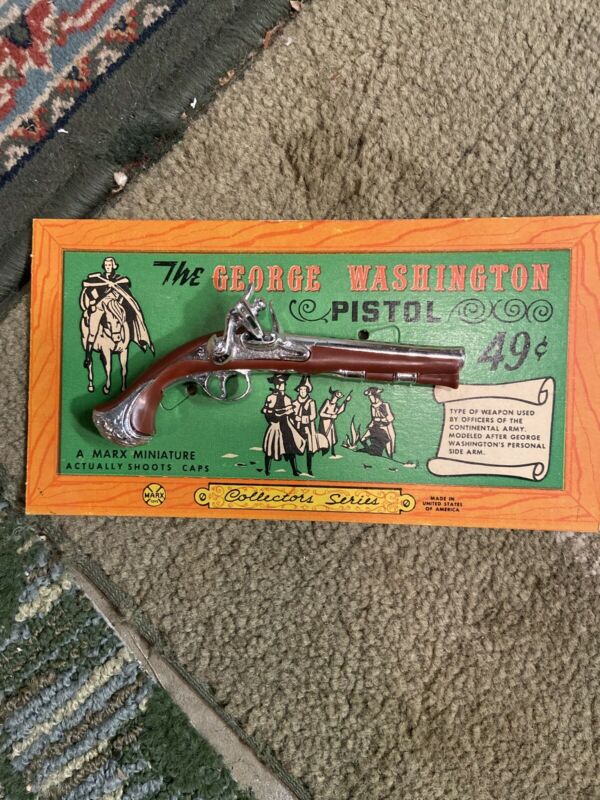 The GEORGE WASHINGTON
PISTOL
49¢
TYPE OF WEAPON USED
BY OFFICERS OF THE
CONTINENTAL ARMY.
MODELED AFTER GEORGE
WASHINGTON'S PERSONAL
SIDE ARM.
A MARX MINIATURE
ACTUALLY SHOOTS CAPS
MARX
Collectors Series
MADE IN
UNITED STATES
OF AMERICA